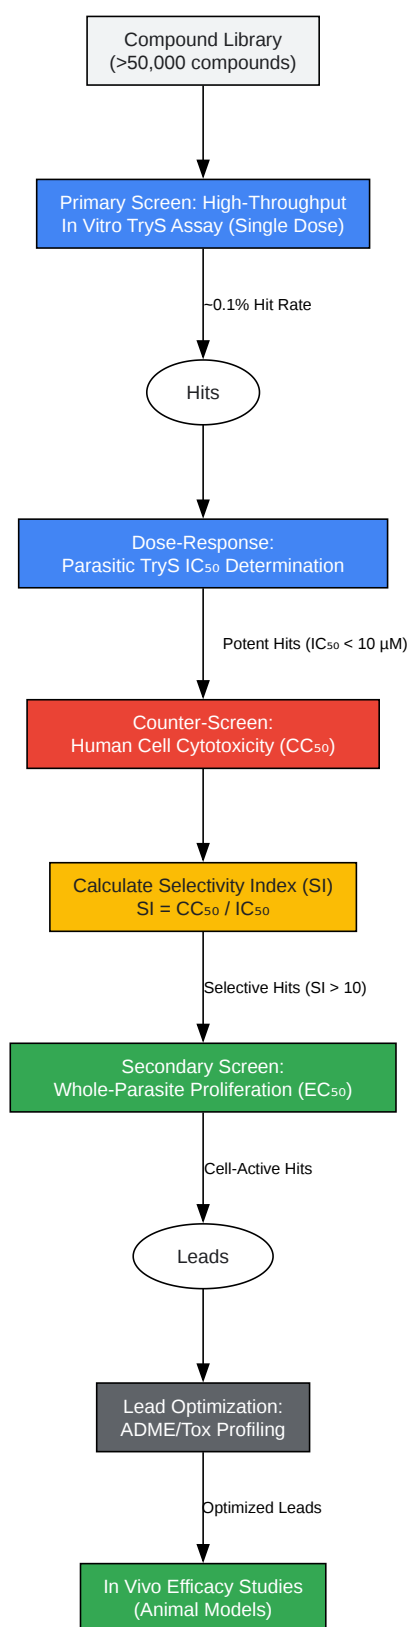 Compound Library
(>50,000 compounds)
Primary Screen: High-Throughput
In Vitro TryS Assay (Single Dose)
~0.1% Hit Rate
Hits
Dose-Response:
Parasitic TryS IC₅₀ Determination
Potent Hits (IC₅₀ < 10 µM)
Counter-Screen:
Human Cell Cytotoxicity (CC₅₀)
Calculate Selectivity Index (SI)
SI = CC₅₀ / IC₅₀
Selective Hits (SI > 10)
Secondary Screen:
Whole-Parasite Proliferation (EC₅₀)
Cell-Active Hits
Leads
Lead Optimization:
ADME/Tox Profiling
Optimized Leads
In Vivo Efficacy Studies
(Animal Models)